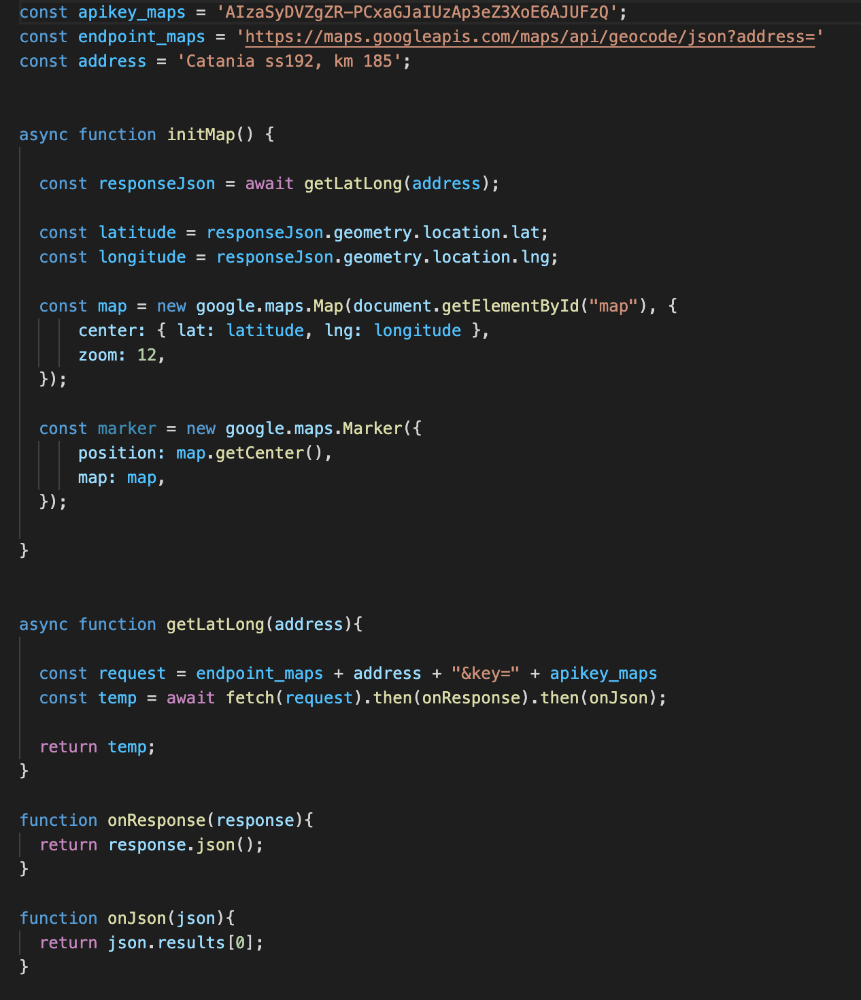 const apikey_maps = 'AIzaSyDVZgZR-PCxaGJaIUzAp3eZ3XoE6AJUFzQ';
const endpoint_maps = 'https://maps.googleapis.com/maps/api/geocode/json?address='
const address = 'Catania ss192, km 185';
async function initMap() {
const responseJson = await getLatLong(address);
const latitude = responseJson.geometry.location.lat;
const longitude = responseJson.geometry.location.lng;
const map = new google.maps.Map(document.getElementById("map"), {
center: { lat: latitude, lng: longitude },
zoom: 12,
});
const marker = new google.maps.Marker({
position: map.getCenter(),
map: map,
});
}
async function getLatLong(address){
const request = endpoint_maps + address + "&key=" + apikey_maps
const temp = await fetch(request).then(onResponse).then(onJson);
return temp;
}
function onResponse(response){
return response.json();
}
function onJson(json){
return json.results[0];
}